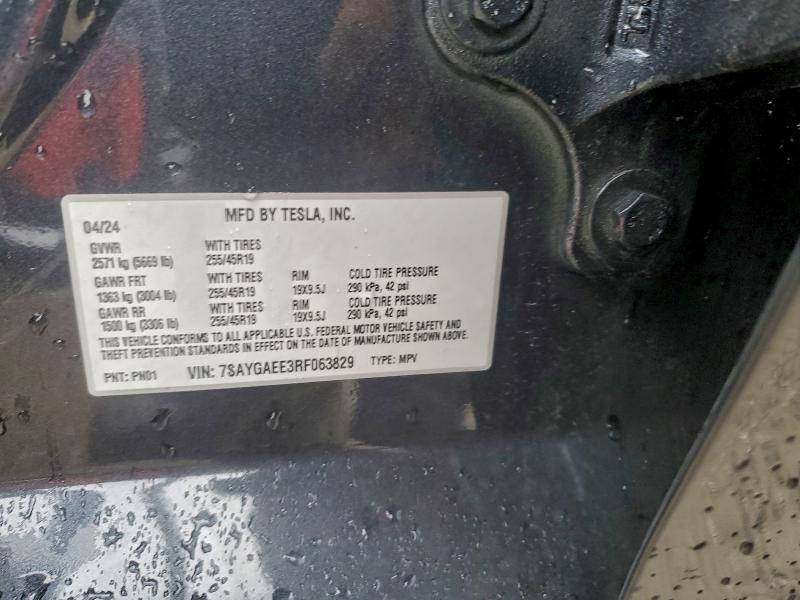 04/24 MFD BY TESLA, INC.
GVWR WITH TIRES
2571 kg (5669 lb) 255/45R19
GAWR FRT WITH TIRES RIM COLD TIRE PRESSURE
1363 kg (3004 lb) 255/45R19 19X9.5J 290 kPa, 42 psi
GAWR RR WITH TIRES RIM COLD TIRE PRESSURE
1500 kg (3306 lb) 255/45R19 19X9.5J 290 kPa, 42 psi
THIS VEHICLE CONFORMS TO ALL APPLICABLE U.S. FEDERAL MOTOR VEHICLE SAFETY AND
THEFT PREVENTION STANDARDS IN EFFECT ON THE DATE OF MANUFACTURE SHOWN ABOVE.
PNT: PN01 VIN: 7SAYGAEE3RF063829 TYPE: MPV